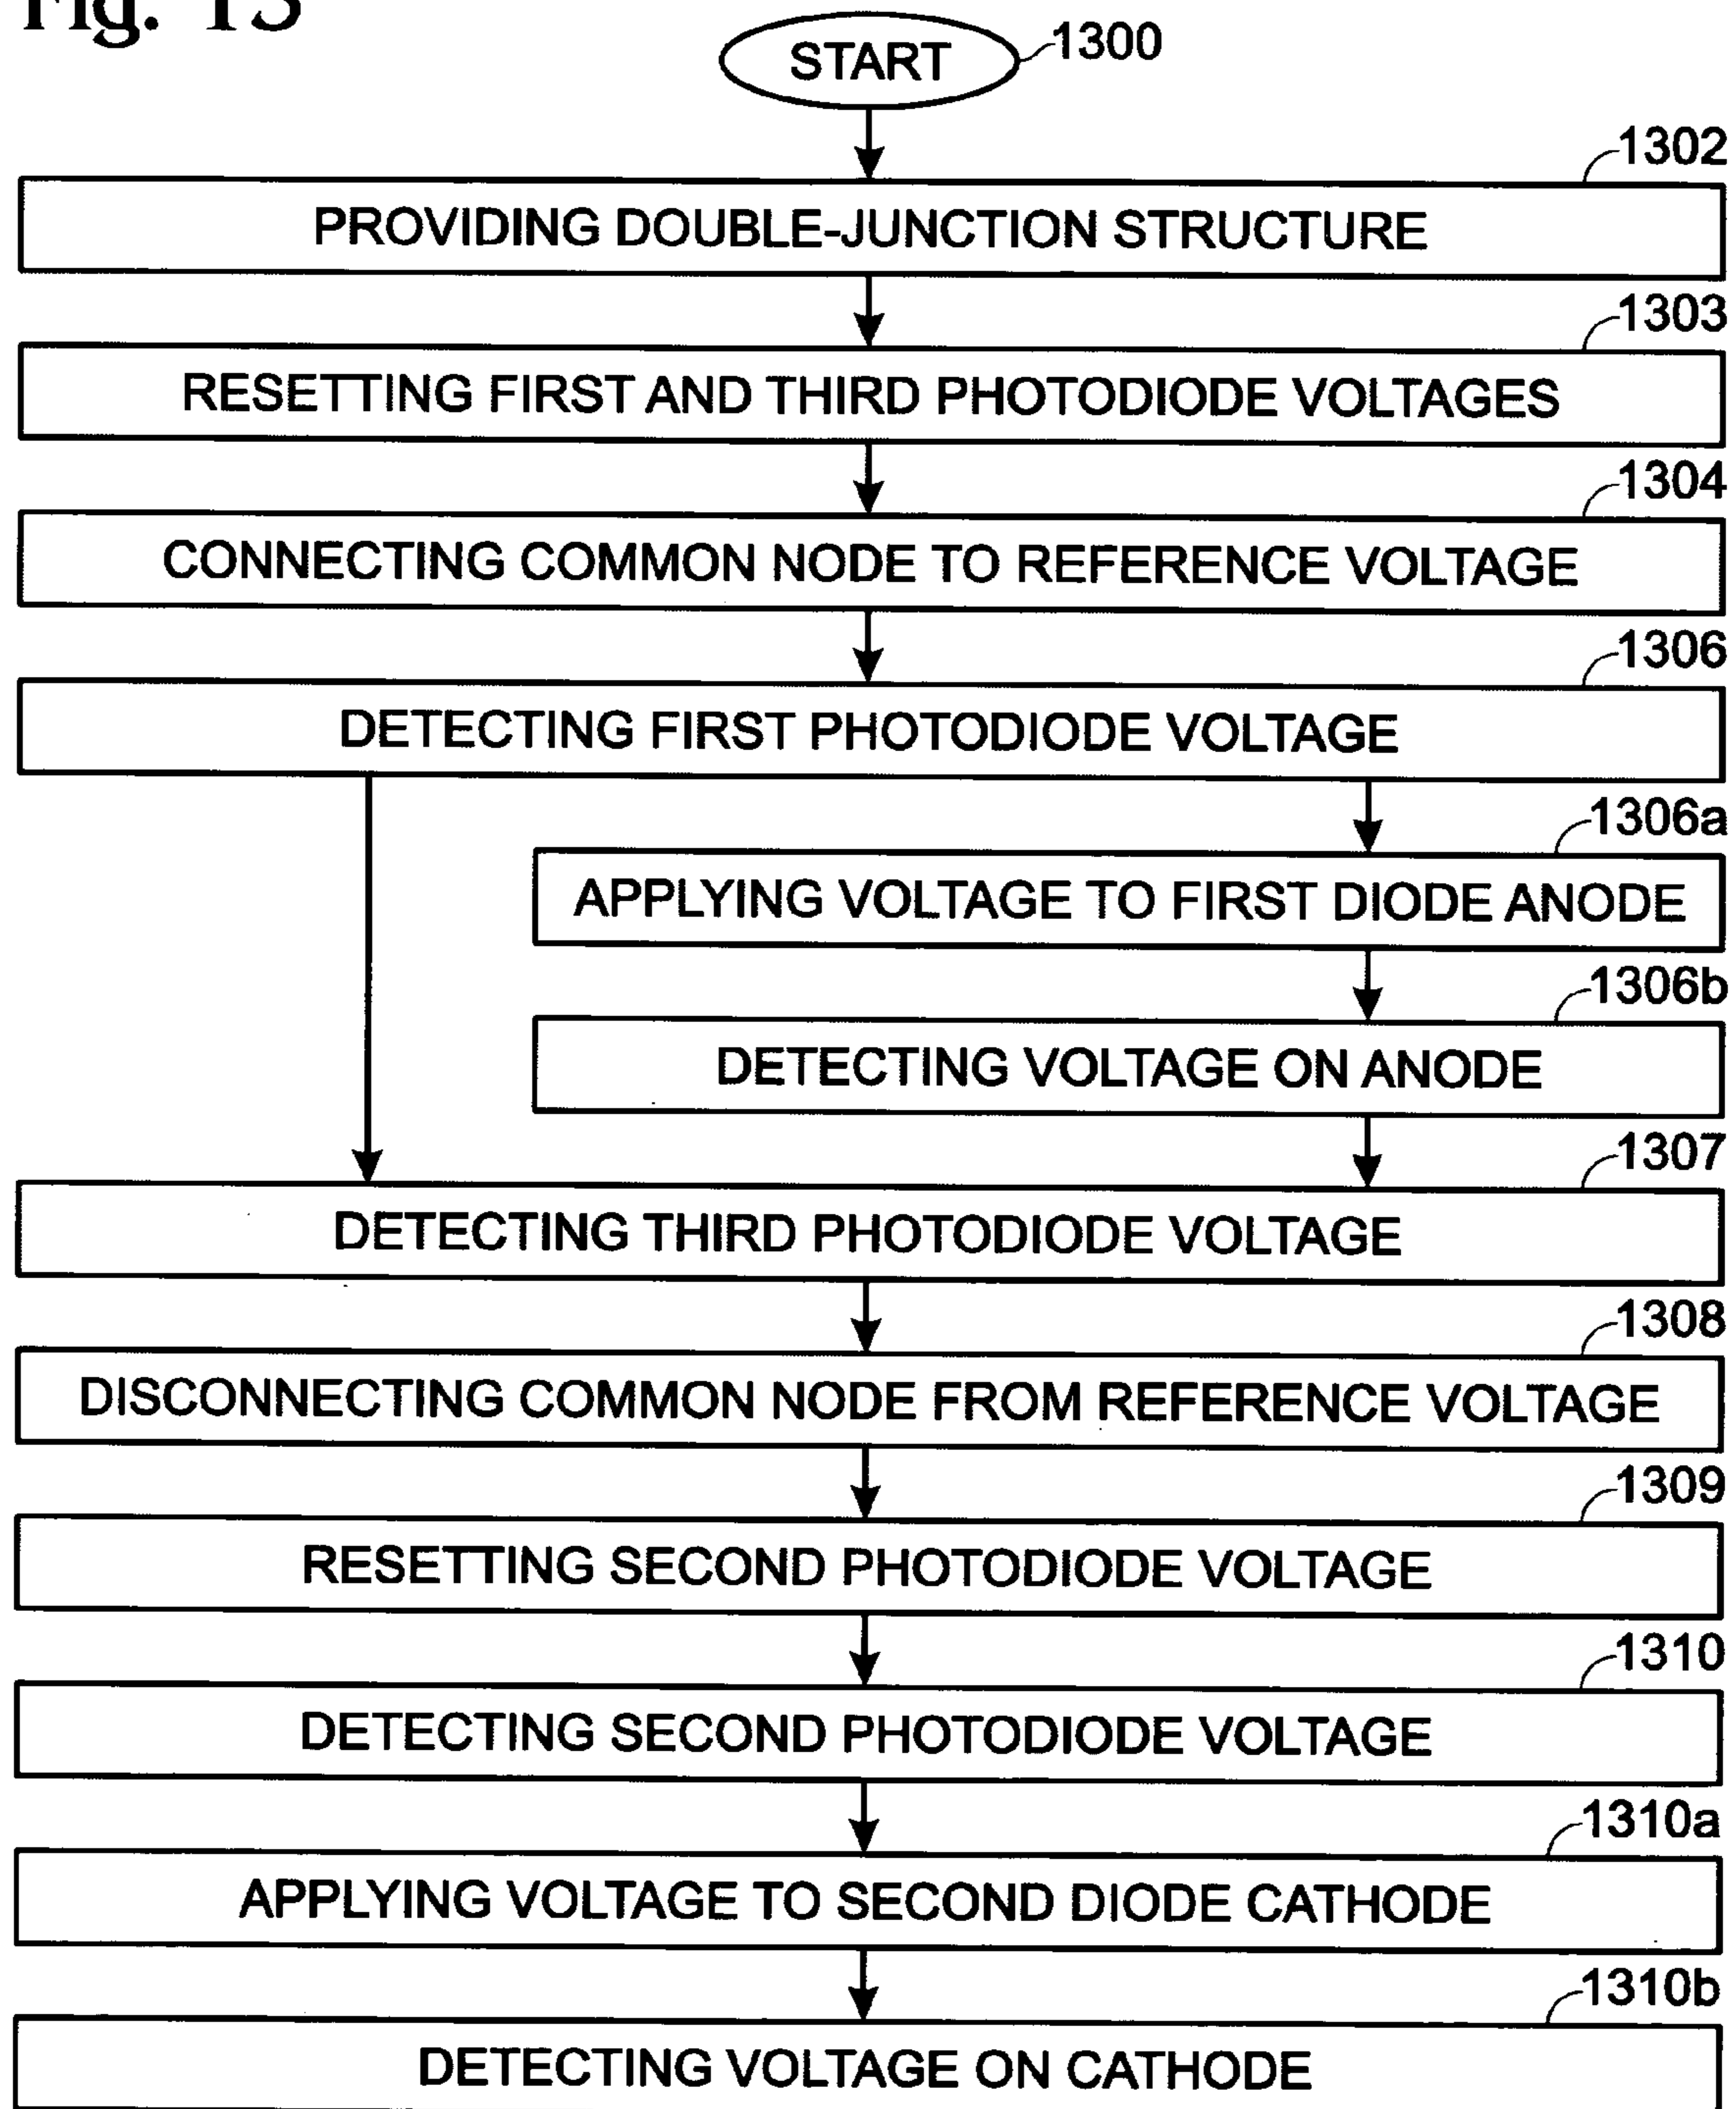 Fig. 13
START
1300
1302
PROVIDING DOUBLE-JUNCTION STRUCTURE
1303
RESETTING FIRST AND THIRD PHOTODIODE VOLTAGES
1304
CONNECTING COMMON NODE TO REFERENCE VOLTAGE
1306
DETECTING FIRST PHOTODIODE VOLTAGE
1306a
APPLYING VOLTAGE TO FIRST DIODE ANODE
1306b
DETECTING VOLTAGE ON ANODE
1307
DETECTING THIRD PHOTODIODE VOLTAGE
1308
DISCONNECTING COMMON NODE FROM REFERENCE VOLTAGE
1309
RESETTING SECOND PHOTODIODE VOLTAGE
1310
DETECTING SECOND PHOTODIODE VOLTAGE
1310a
APPLYING VOLTAGE TO SECOND DIODE CATHODE
1310b
DETECTING VOLTAGE ON CATHODE